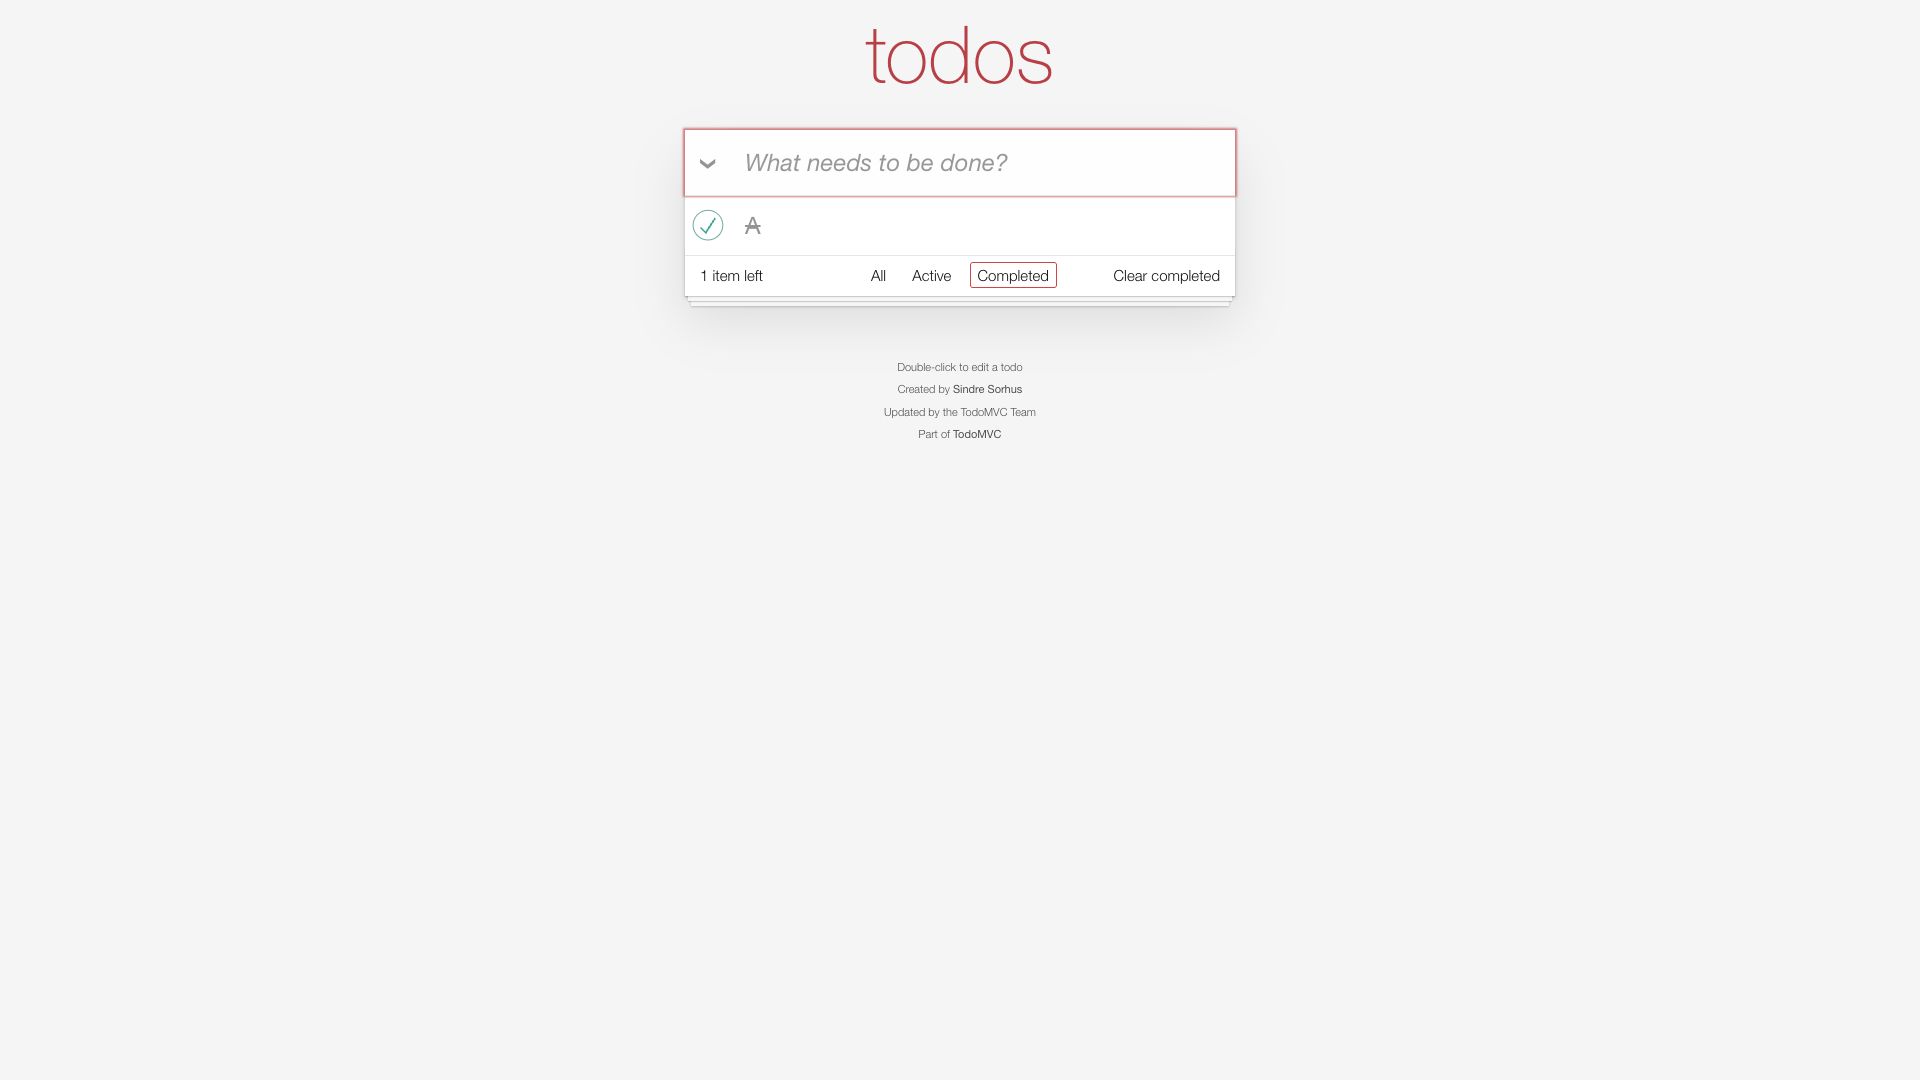 todos
What needs to be done?
A
1 item left All Active Completed Clear completed
Double-click to edit a todo
Created by Sindre Sorhus
Updated by the TodoMVC Team
Part of TodoMVC